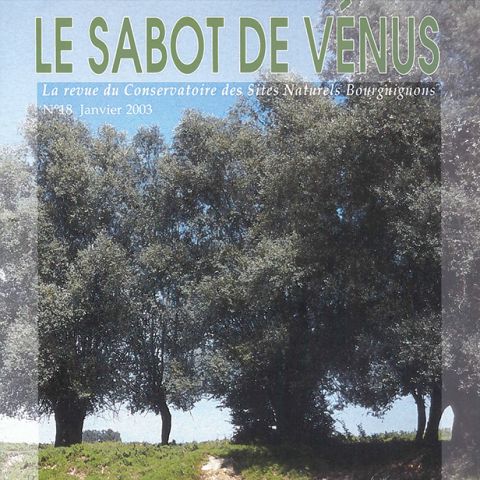 LE SABOT DE VÉNUS
La revue du Conservatoire des Sites Naturels Bourguignons
N°18 Janvier 2003